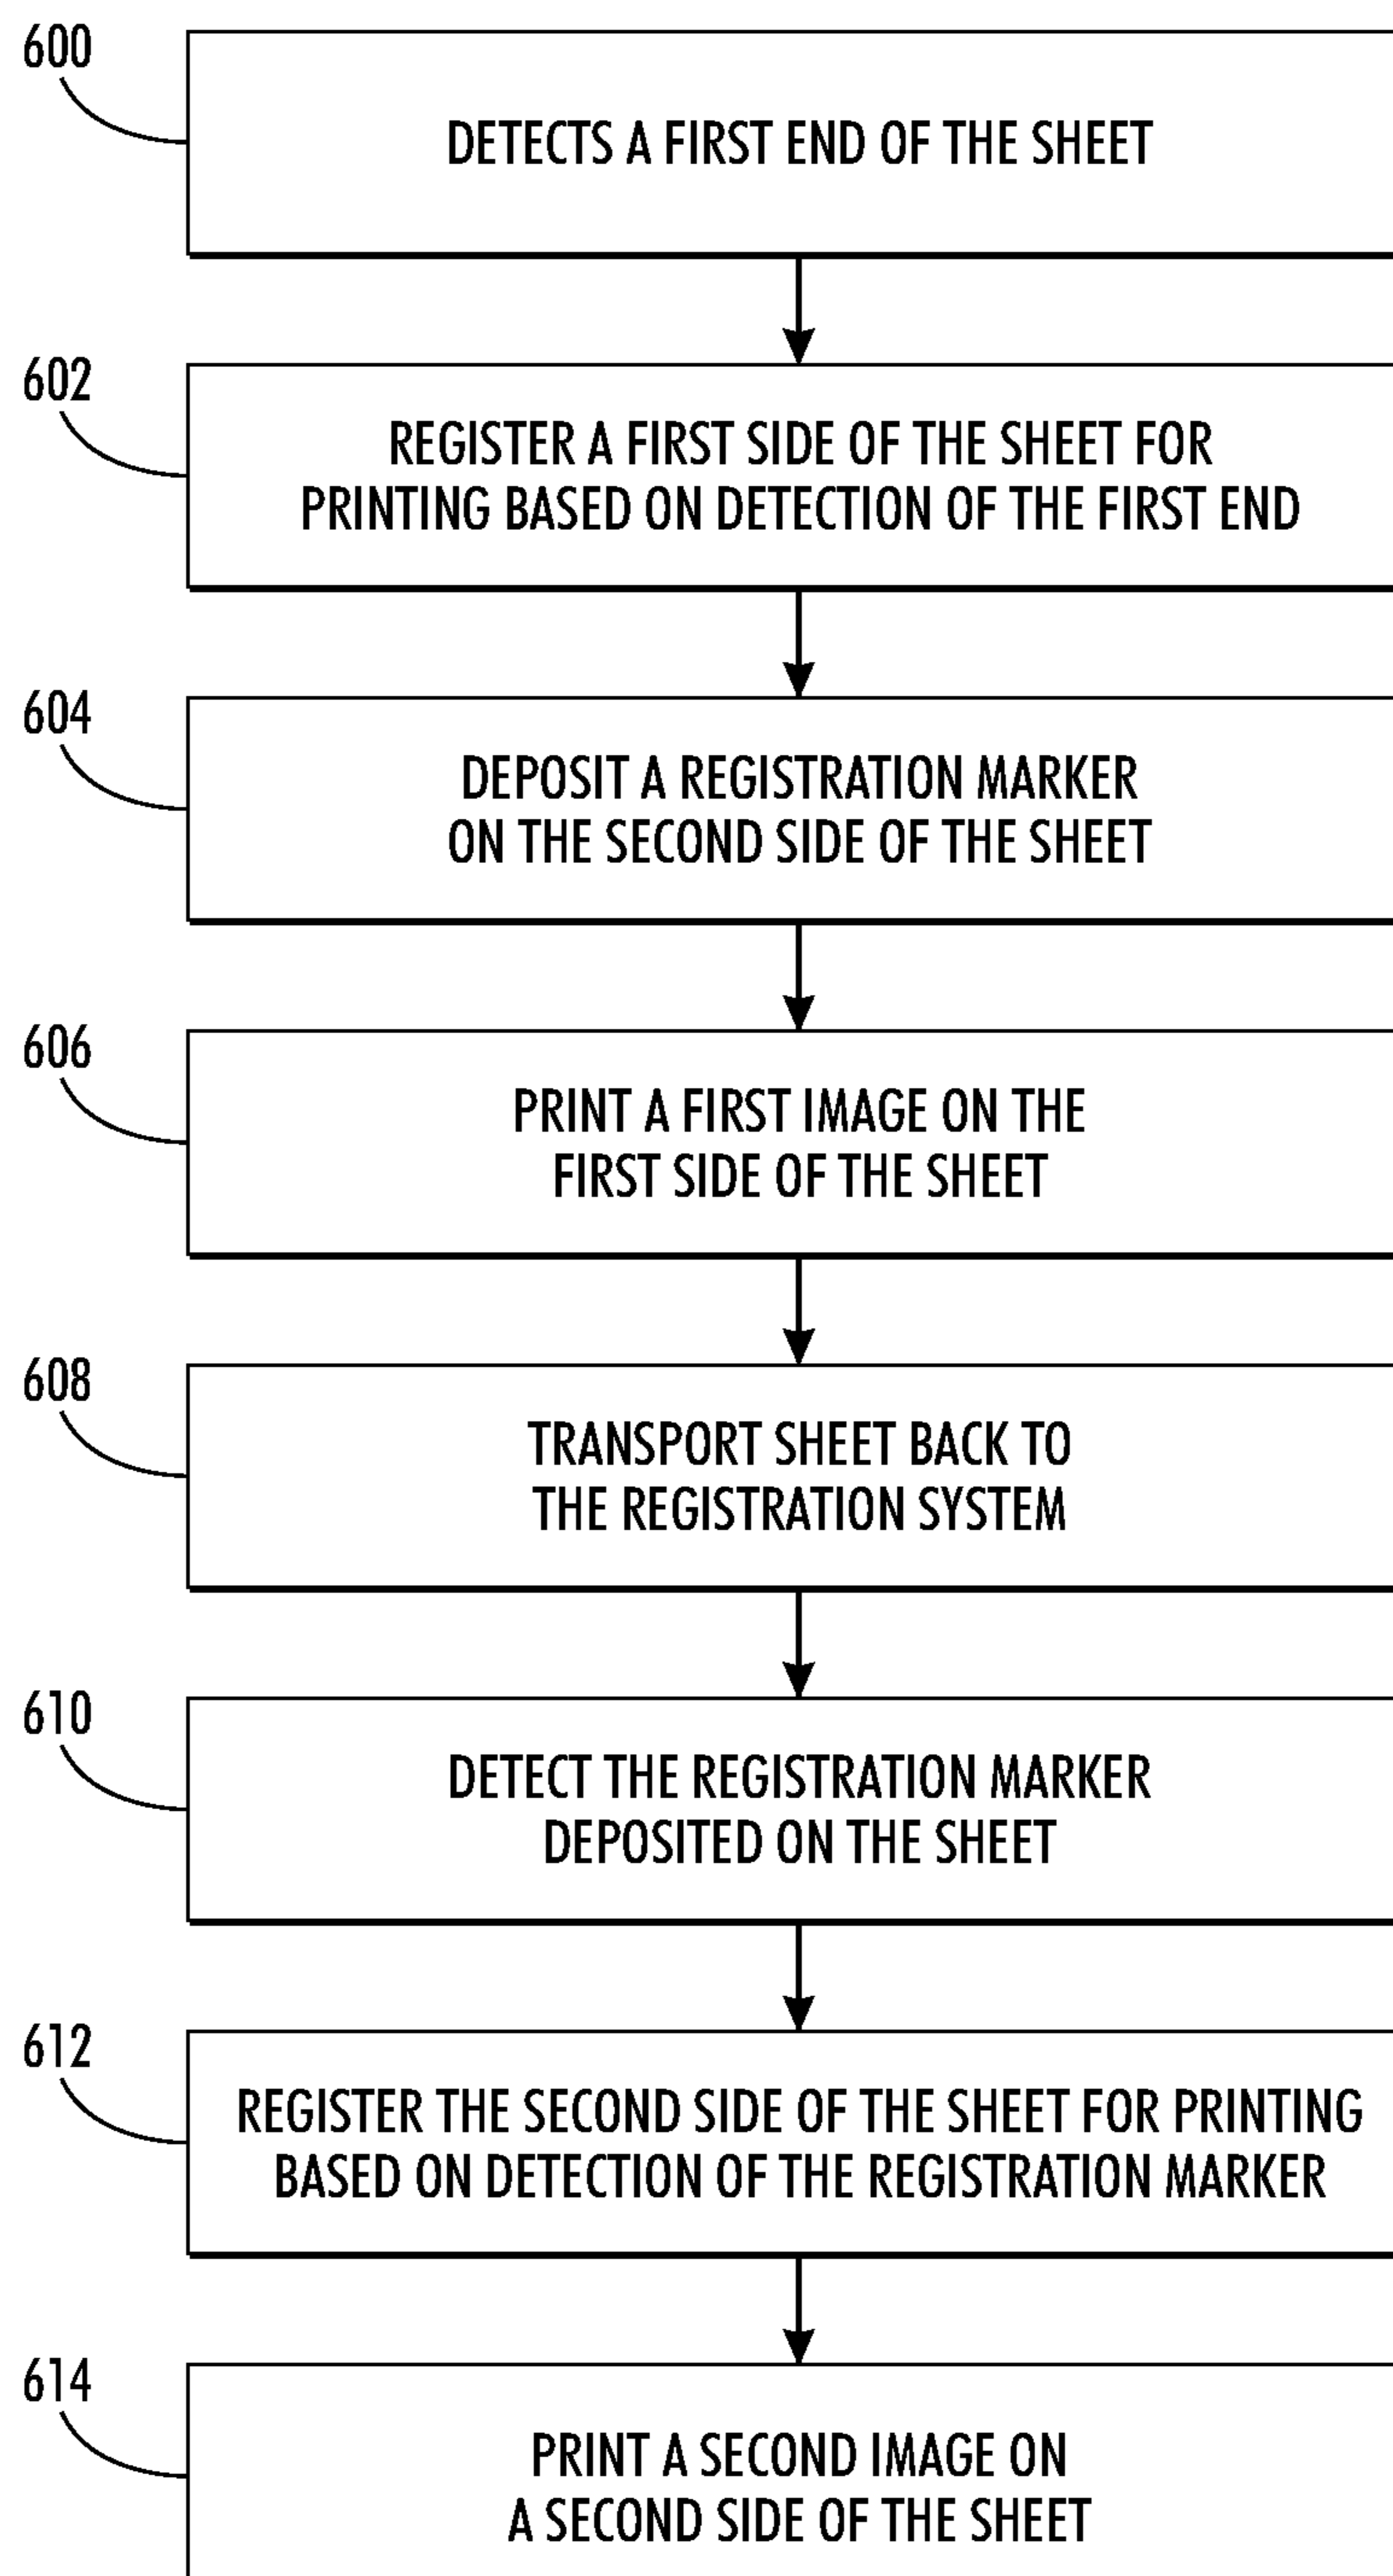 600
DETECTS A FIRST END OF THE SHEET
602
REGISTER A FIRST SIDE OF THE SHEET FOR
PRINTING BASED ON DETECTION OF THE FIRST END
604
DEPOSIT A REGISTRATION MARKER
ON THE SECOND SIDE OF THE SHEET
606
PRINT A FIRST IMAGE ON THE
FIRST SIDE OF THE SHEET
608
TRANSPORT SHEET BACK TO
THE REGISTRATION SYSTEM
610
DETECT THE REGISTRATION MARKER
DEPOSITED ON THE SHEET
612
REGISTER THE SECOND SIDE OF THE SHEET FOR PRINTING
BASED ON DETECTION OF THE REGISTRATION MARKER
614
PRINT A SECOND IMAGE ON
A SECOND SIDE OF THE SHEET